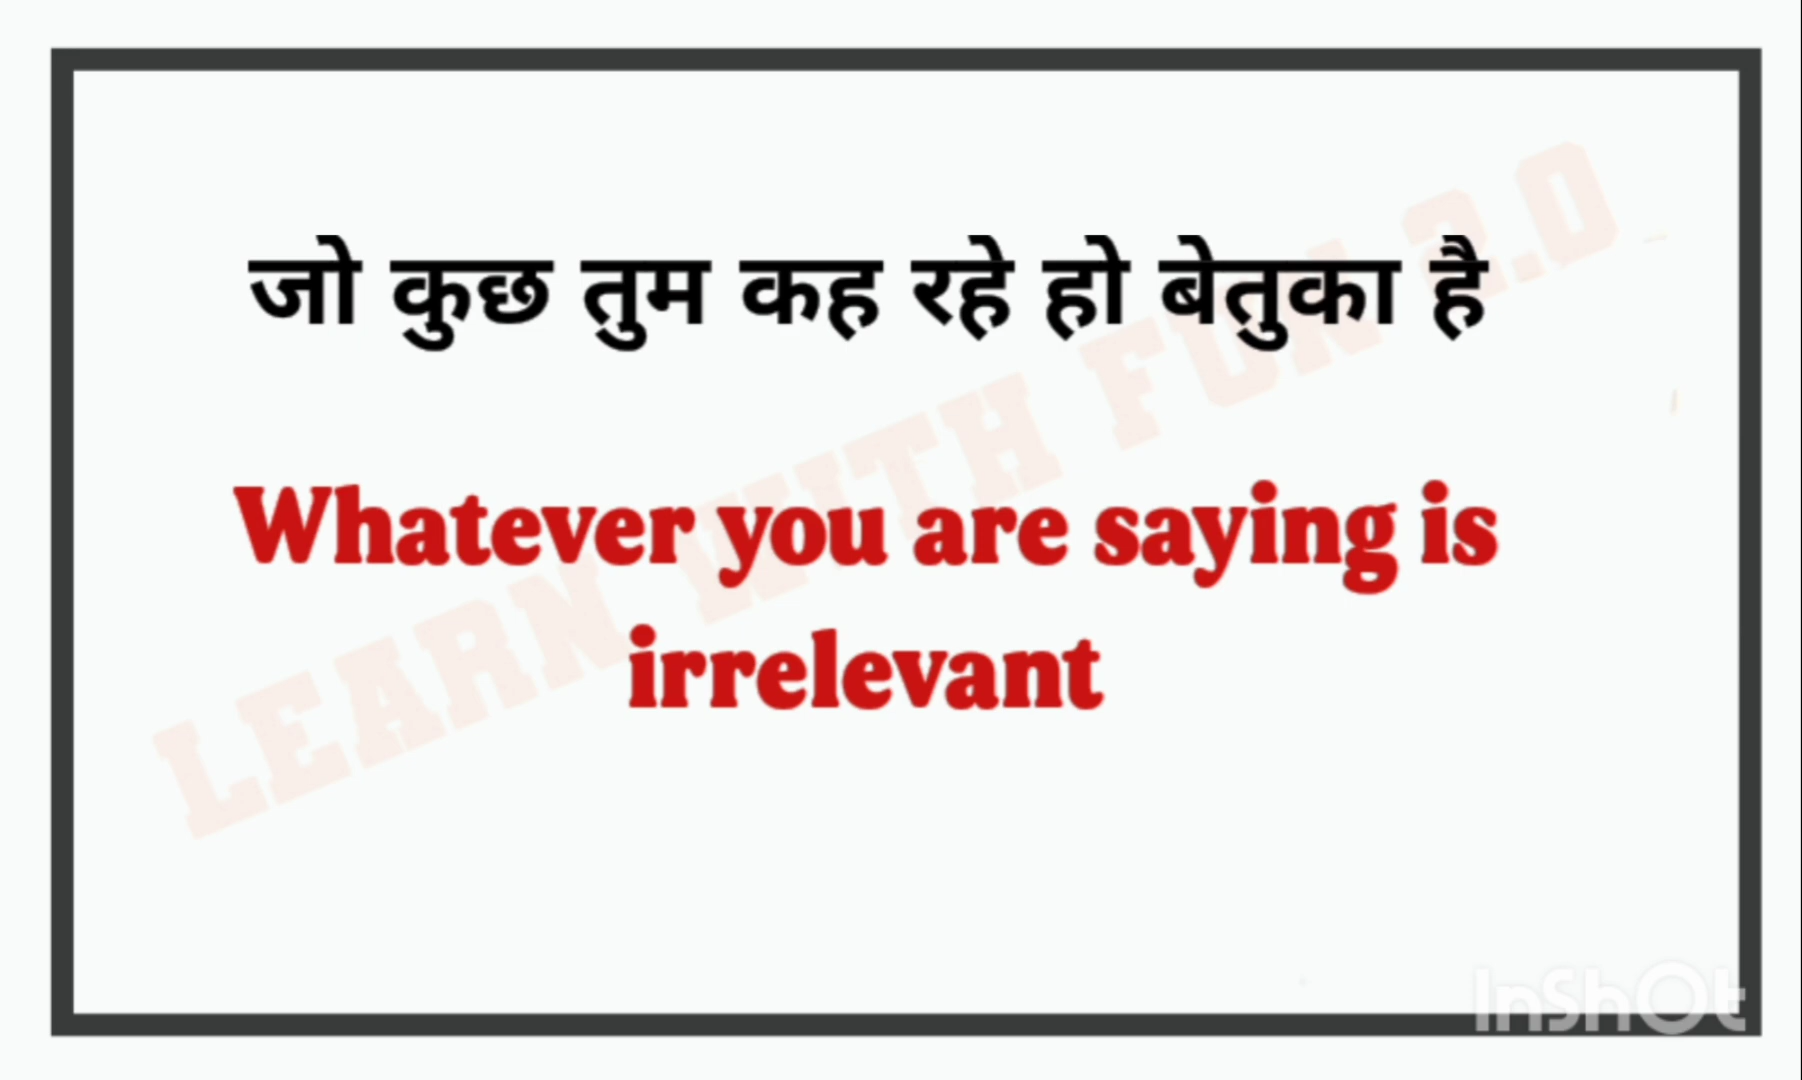 जो कुछ तुम कह रहे हो बेतुका है
Whatever you are saying is
irrelevant
LEARN WITH FUN 2.0
InShOt